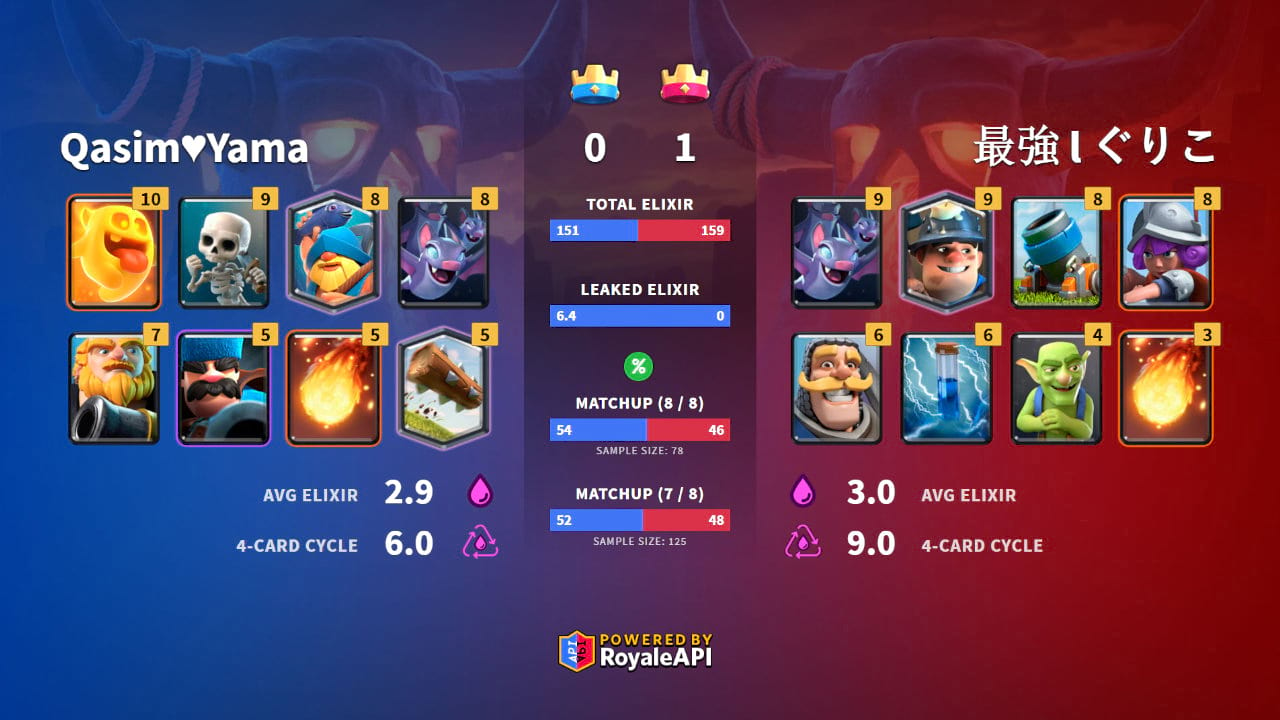 Qasim♥Yama
0 1
最強lぐりこ
10 9 8 8
7 5 5 5
TOTAL ELIXIR
151 159
LEAKED ELIXIR
6.4 0
%
MATCHUP (8 / 8)
54 46
SAMPLE SIZE: 78
MATCHUP (7 / 8)
52 48
SAMPLE SIZE: 125
9 9 8 8
6 6 4 3
AVG ELIXIR 2.9
4-CARD CYCLE 6.0
3.0 AVG ELIXIR
9.0 4-CARD CYCLE
API
API
POWERED BY
RoyaleAPI